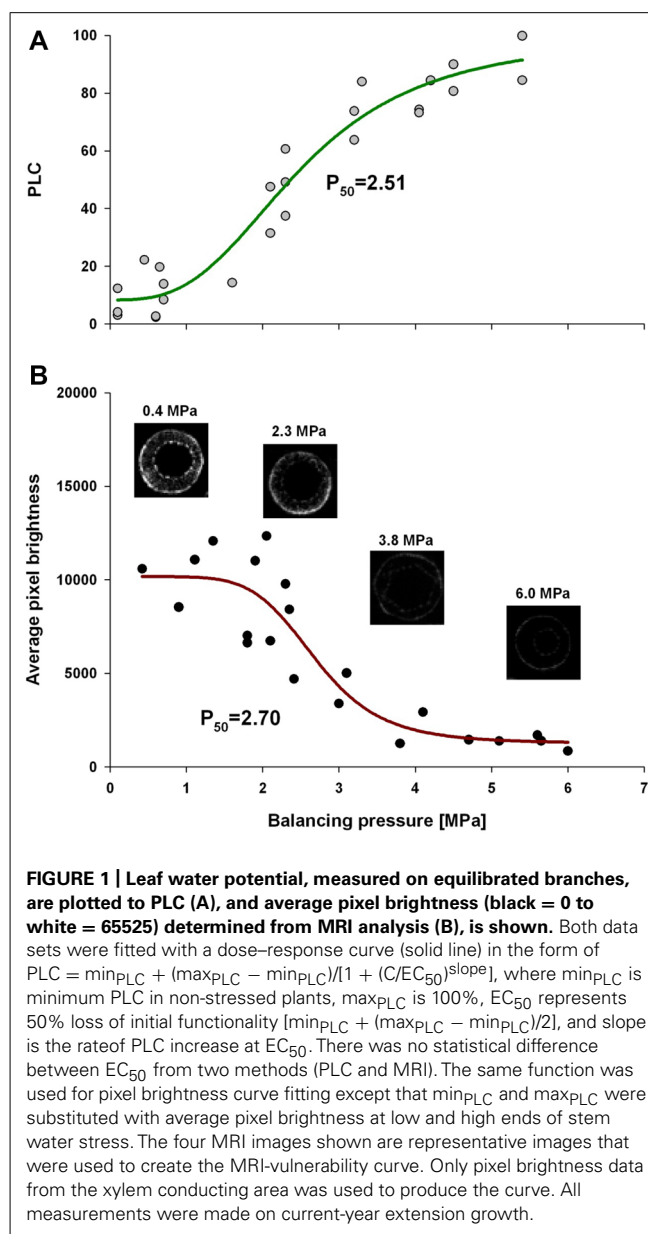 A
100
80
60
40
20
0
PLC
P50=2.51
B
20000
15000
10000
5000
0
Average pixel brightness
0.4 MPa
2.3 MPa
3.8 MPa
6.0 MPa
P50=2.70
0 1 2 3 4 5 6 7
Balancing pressure [MPa]
FIGURE 1 | Leaf water potential, measured on equilibrated branches,
are plotted to PLC (A), and average pixel brightness (black = 0 to
white = 65525) determined from MRI analysis (B), is shown. Both data
sets were fitted with a dose–response curve (solid line) in the form of
PLC = minPLC + (maxPLC − minPLC)/[1 + (C/EC50)slope], where minPLC is
minimum PLC in non-stressed plants, maxPLC is 100%, EC50 represents
50% loss of initial functionality [minPLC + (maxPLC − minPLC)/2], and slope
is the rateof PLC increase at EC50. There was no statistical difference
between EC50 from two methods (PLC and MRI). The same function was
used for pixel brightness curve fitting except that minPLC and maxPLC were
substituted with average pixel brightness at low and high ends of stem
water stress. The four MRI images shown are representative images that
were used to create the MRI-vulnerability curve. Only pixel brightness data
from the xylem conducting area was used to produce the curve. All
measurements were made on current-year extension growth.